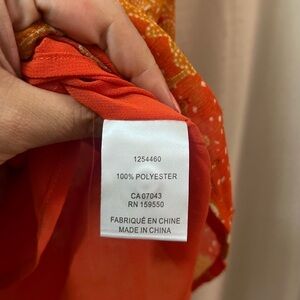 1254460
100% POLYESTER
CA 07043
RN 159550
FABRIQUÉ EN CHINE
MADE IN CHINA